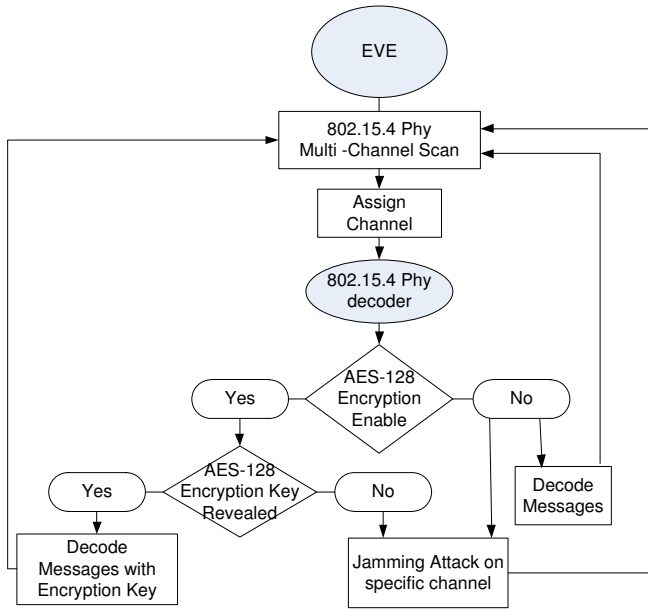 EVE
802.15.4 Phy
Multi -Channel Scan
Assign
Channel
802.15.4 Phy
decoder
AES-128
Encryption
Enable
Yes
No
AES-128
Encryption Key
Revealed
Yes
No
Decode
Messages
Decode
Messages with
Encryption Key
Jamming Attack on
specific channel